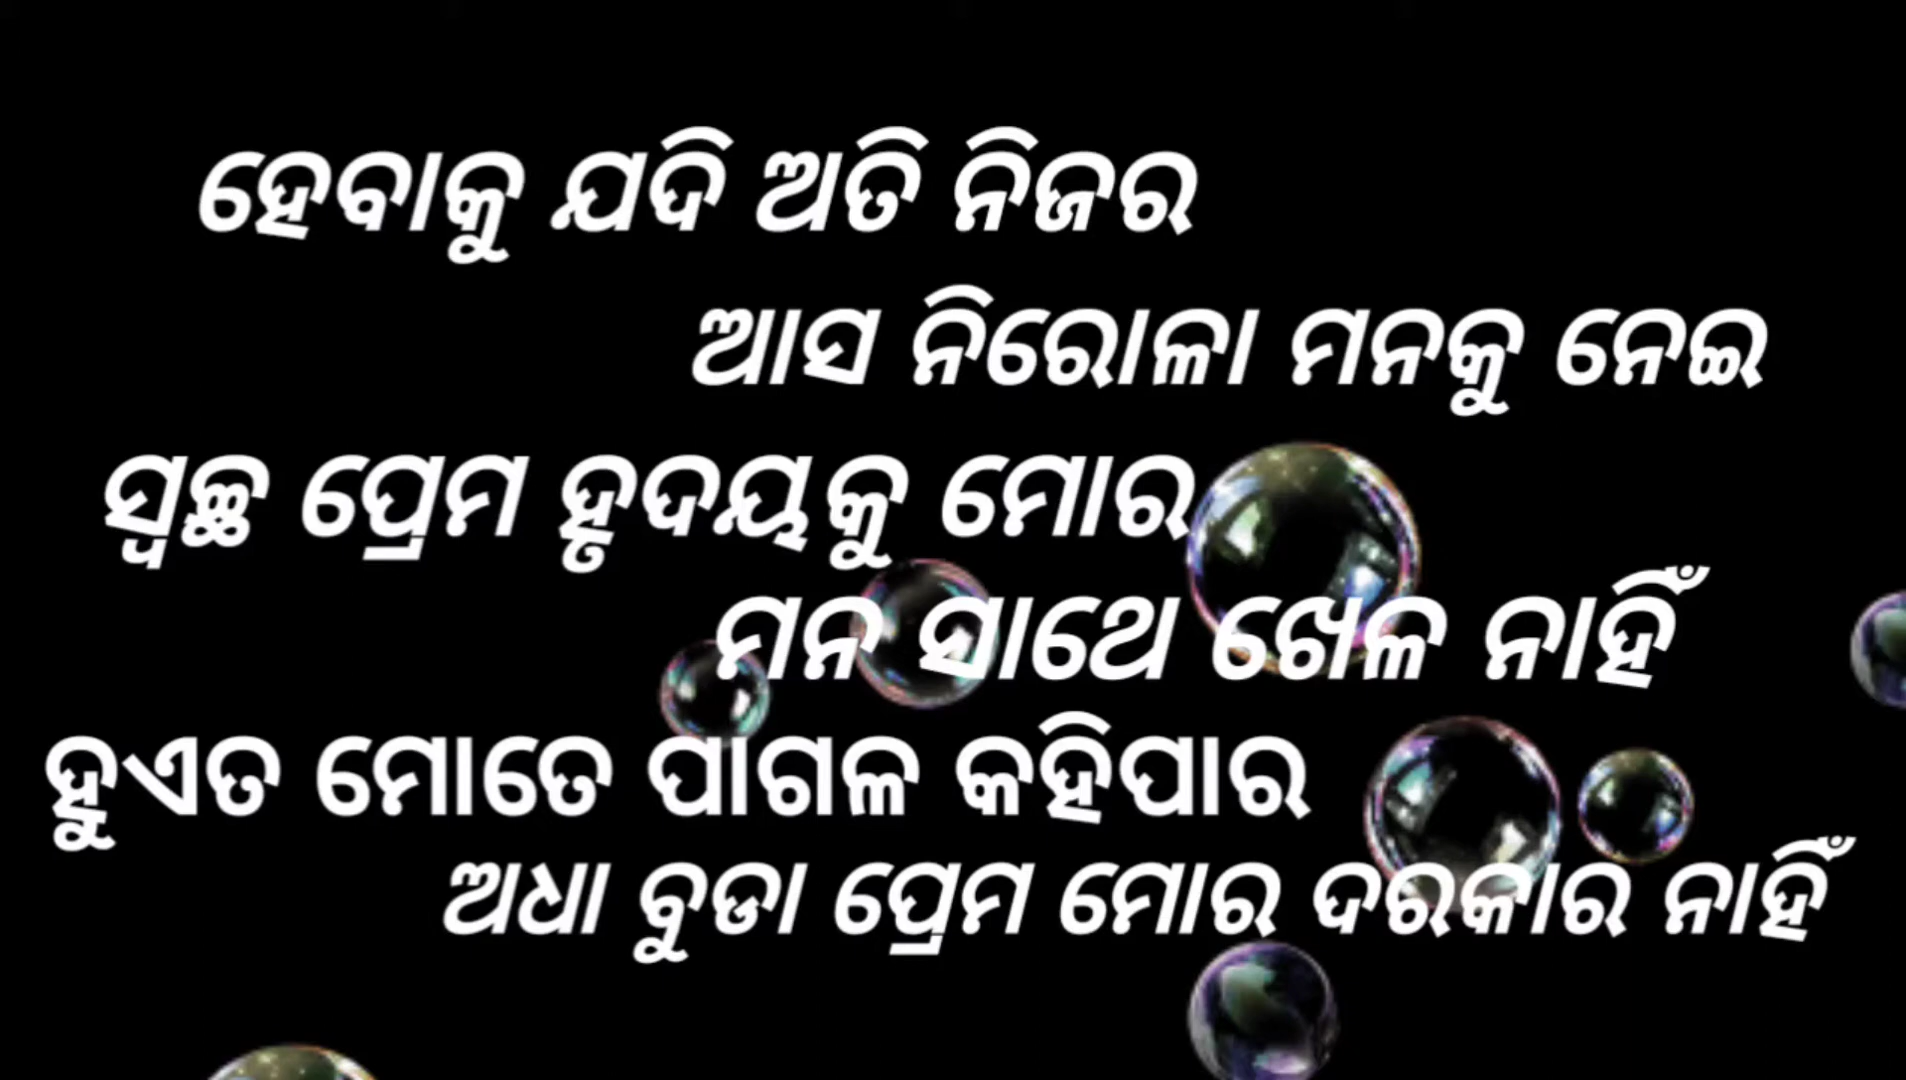 ହେବାକୁ ଯଦି ଅତି ନିଜର
ଆସ ନିରୋଳା ମନକୁ ନେଇ
ସ୍ୱଚ୍ଛ ପ୍ରେମ ହୃଦୟକୁ ମୋର
ମନ ସାଥେ ଖେଳ ନାହିଁ
ହୁଏତ ମୋତେ ପାଗଳ କହିପାର
ଅଧା ବୁଡା ପ୍ରେମ ମୋର ଦରକାର ନାହିଁ